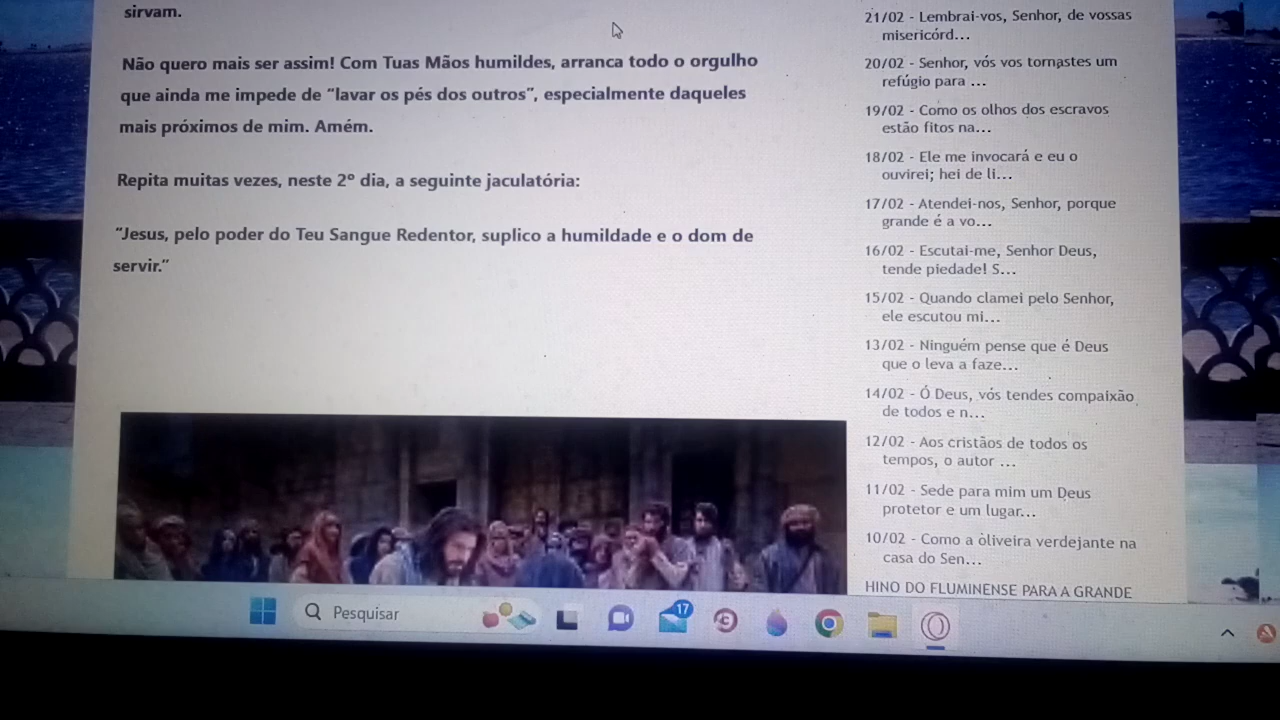 sirvam.
Não quero mais ser assim! Com Tuas Mãos humildes, arranca todo o orgulho
que ainda me impede de “lavar os pés dos outros”, especialmente daqueles
mais próximos de mim. Amém.
Repita muitas vezes, neste 2º dia, a seguinte jaculatória:
“Jesus, pelo poder do Teu Sangue Redentor, suplico a humildade e o dom de
servir.”
21/02 - Lembrai-vos, Senhor, de vossas
misericórd...
20/02 - Senhor, vós vos tornastes um
refúgio para ...
19/02 - Como os olhos dos escravos
estão fitos na...
18/02 - Ele me invocará e eu o
ouvirei; hei de li...
17/02 - Atendei-nos, Senhor, porque
grande é a vo...
16/02 - Escutai-me, Senhor Deus,
tende piedade! S...
15/02 - Quando clamei pelo Senhor,
ele escutou mi...
13/02 - Ninguém pense que é Deus
que o leva a faze...
14/02 - Ó Deus, vós tendes compaixão
de todos e n...
12/02 - Aos cristãos de todos os
tempos, o autor ...
11/02 - Sede para mim um Deus
protetor e um lugar...
10/02 - Como a oliveira verdejante na
casa do Sen...
HINO DO FLUMINENSE PARA A GRANDE
Pesquisar
17